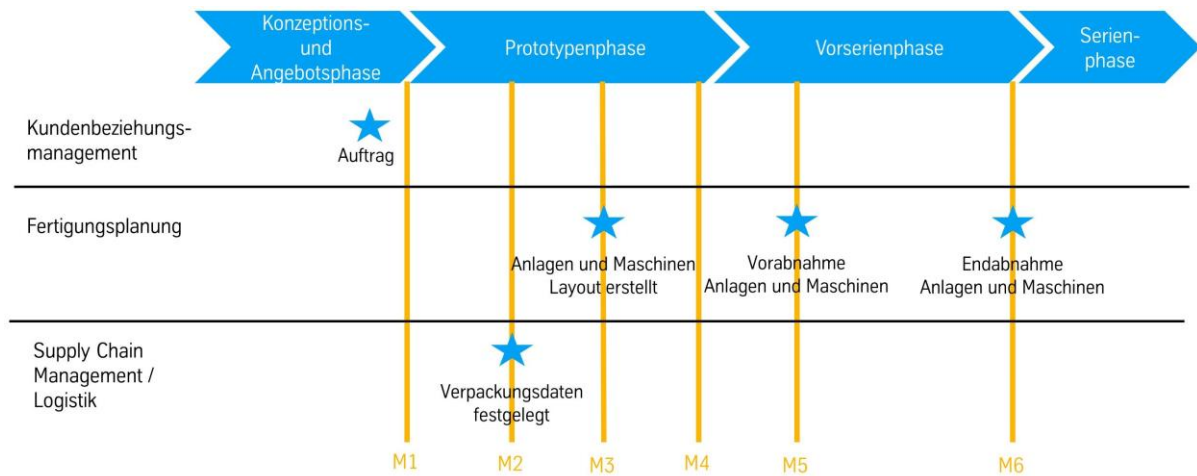 Konzeptions-
und
Angebotsphase
Prototypenphase
Vorserienphase
Serien-
phase
Kundenbeziehungs-
management
Auftrag
Fertigungsplanung
Anlagen und Maschinen
Layout erstellt
Vorabnahme
Anlagen und Maschinen
Endabnahme
Anlagen und Maschinen
Supply Chain
Management /
Logistik
Verpackungsdaten
festgelegt
M1
M2
M3
M4
M5
M6